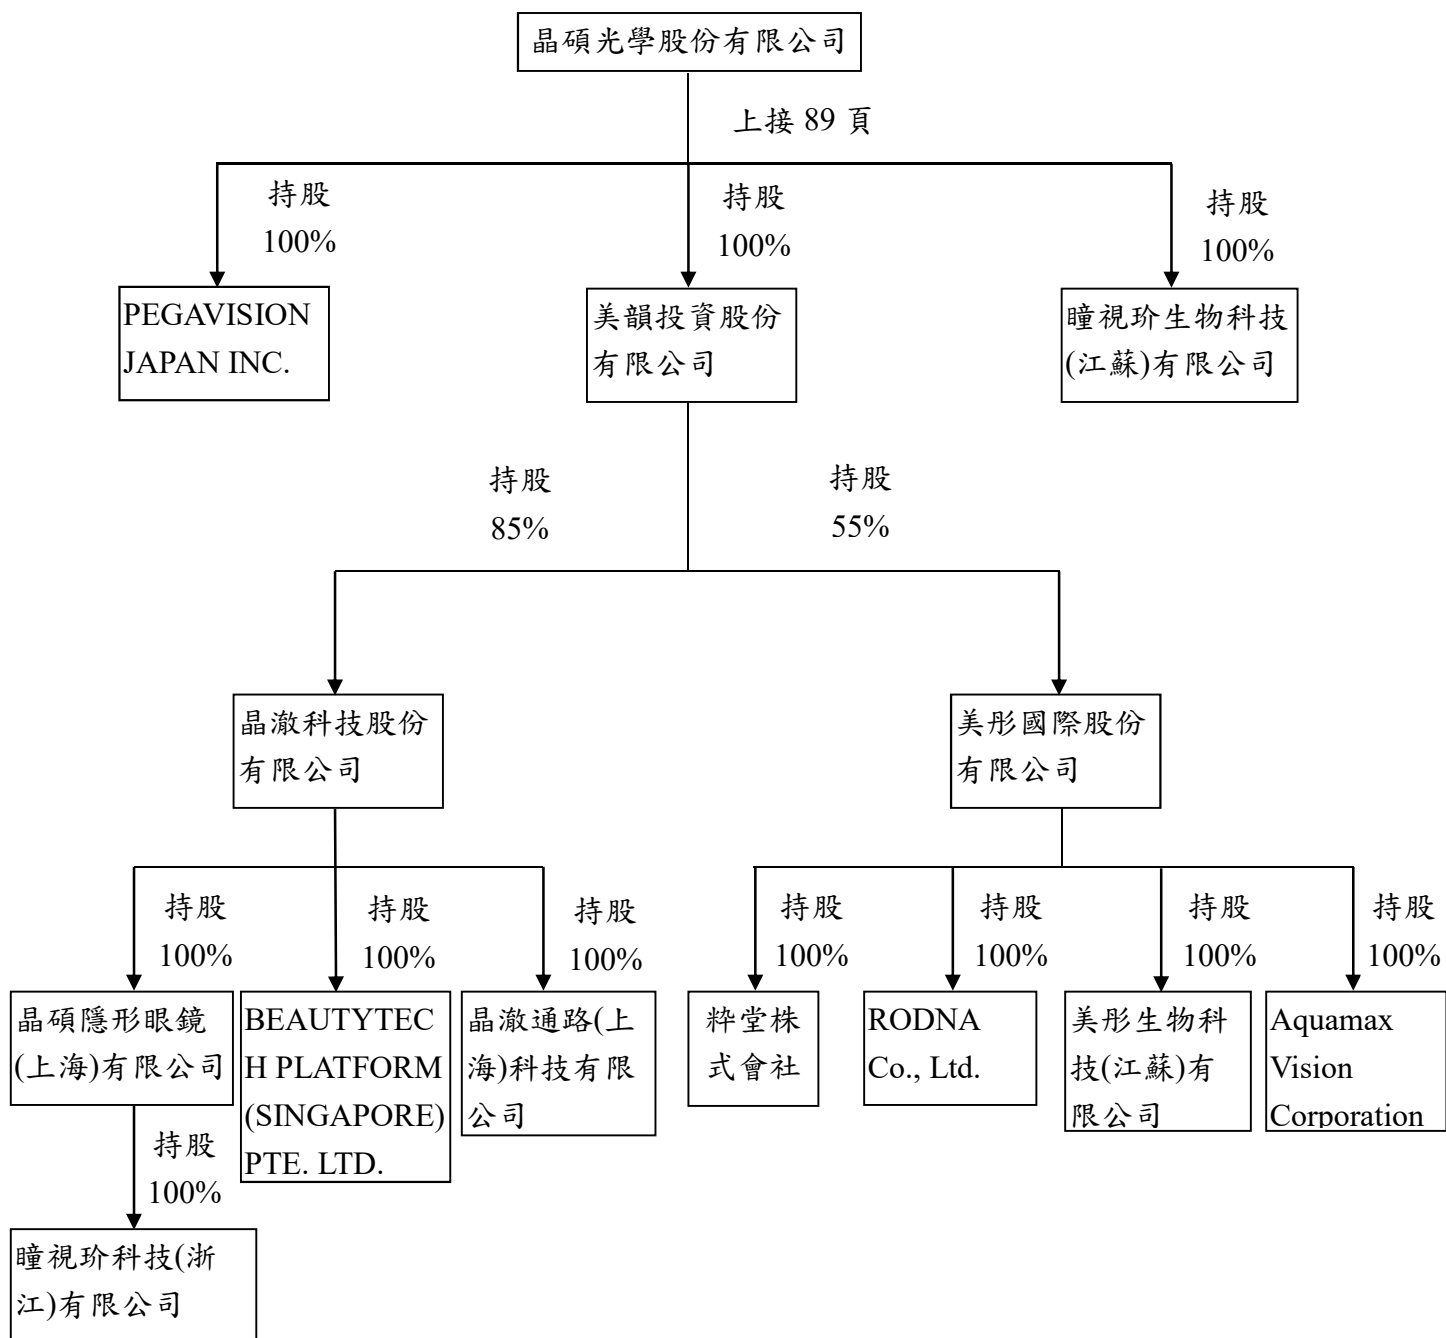 晶碩光學股份有限公司
上接 89 頁
持股
100%
持股
100%
持股
100%
PEGAVISION
JAPAN INC.
美韻投資股份
有限公司
瞳視玠生物科技
(江蘇)有限公司
持股
85%
持股
55%
晶澈科技股份
有限公司
美彤國際股份
有限公司
持股
100%
持股
100%
持股
100%
持股
100%
持股
100%
持股
100%
持股
100%
晶碩隱形眼鏡
(上海)有限公司
BEAUTYTEC
H PLATFORM
(SINGAPORE)
PTE. LTD.
晶澈通路(上
海)科技有限
公司
粋堂株
式會社
RODNA
Co., Ltd.
美彤生物科
技(江蘇)有
限公司
Aquamax
Vision
Corporation
持股
100%
瞳視玠科技(浙
江)有限公司